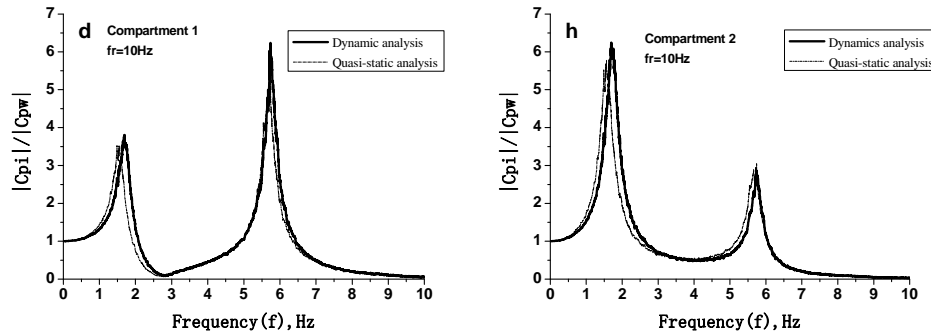 d
Compartment 1
fr=10Hz
Dynamic analysis
Quasi-static analysis
|Cpi|/|Cpw|
7
6
5
4
3
2
1
0
0 1 2 3 4 5 6 7 8 9 10
Frequency(f), Hz
h
Compartment 2
fr=10Hz
Dynamics analysis
Quasi-static analysis
|Cpi|/|Cpw|
7
6
5
4
3
2
1
0
0 1 2 3 4 5 6 7 8 9 10
Frequency(f), Hz